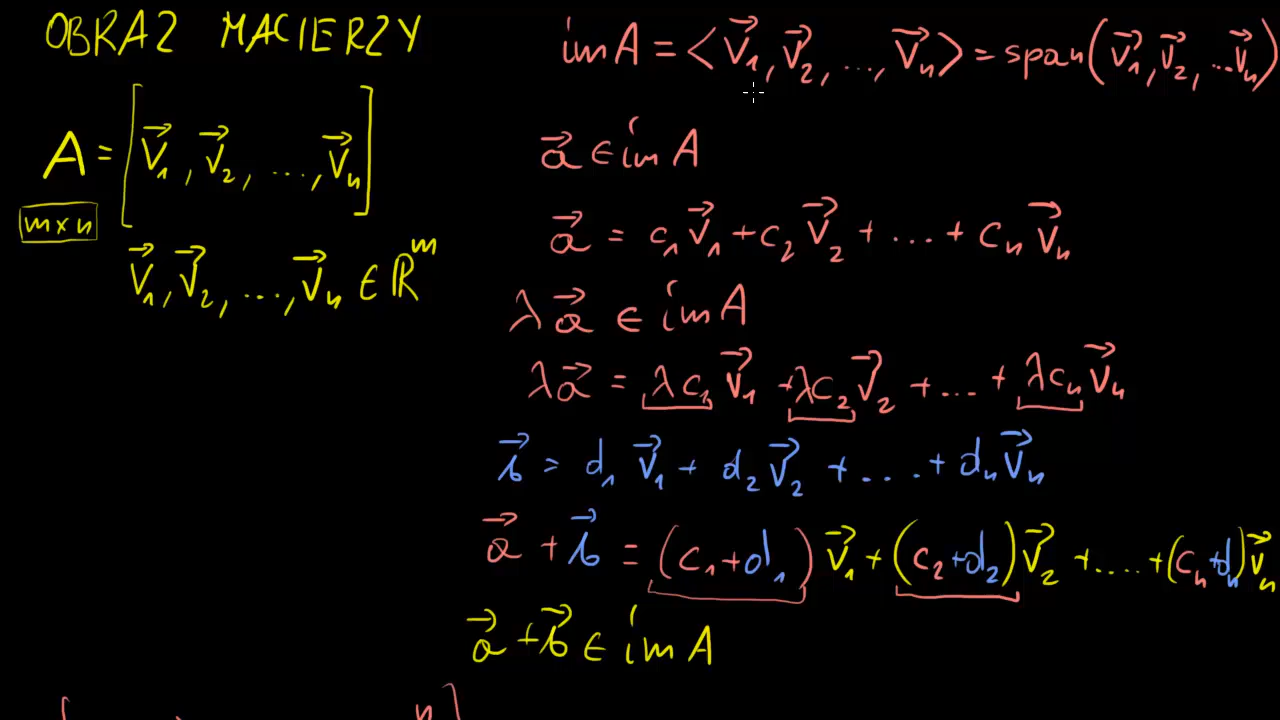 OBRAZ MACIERZY
A = [v⃗₁, v⃗₂, ..., v⃗ₙ]
m×n
v⃗₁, v⃗₂, ..., v⃗ₙ ∈ ℝᵐ
im A = <v⃗₁, v⃗₂, ..., v⃗ₙ> = span(v⃗₁, v⃗₂, ... v⃗ₙ)
a⃗ ∈ im A
a⃗ = c₁v⃗₁ + c₂v⃗₂ + ... + cₙv⃗ₙ
λa⃗ ∈ im A
λa⃗ = λc₁v⃗₁ + λc₂v⃗₂ + ... + λcₙv⃗ₙ
b⃗ = d₁v⃗₁ + d₂v⃗₂ + .... + dₙv⃗ₙ
a⃗ + b⃗ = (c₁+d₁)v⃗₁ + (c₂+d₂)v⃗₂ + .... + (cₙ+dₙ)v⃗ₙ
a⃗ + b⃗ ∈ im A